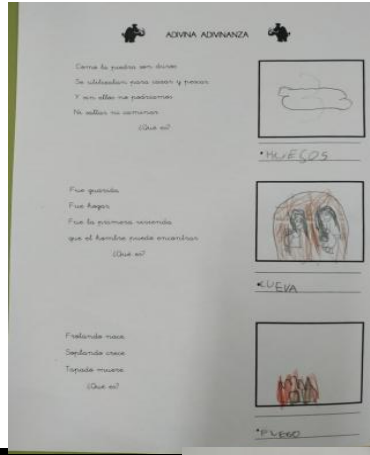 ADIVINA ADIVINANZA
Como la piedra son duros
Se utilizaban para cazar y pescar
Y sin ellos no podríamos
Ni saltar ni caminar.
¿Qué es?
HUESOS
Fue guarida
Fue hogar
Fue la primera vivienda
que el hombre puedo encontrar
¿Qué es?
CUEVA
Frotando nace
Soplando crece
Tapado muere
¿Qué es?
FUEGO